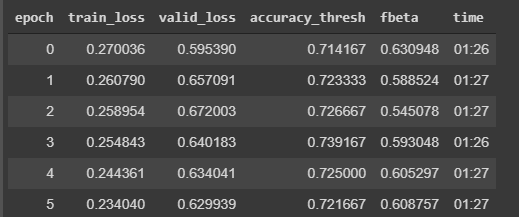 epoch train_loss valid_loss accuracy_thresh fbeta time
0 0.270036 0.595390 0.714167 0.630948 01:26
1 0.260790 0.657091 0.723333 0.588524 01:27
2 0.258954 0.672003 0.726667 0.545078 01:27
3 0.254843 0.640183 0.739167 0.593048 01:26
4 0.244361 0.634041 0.725000 0.605297 01:27
5 0.234040 0.629939 0.721667 0.608757 01:27